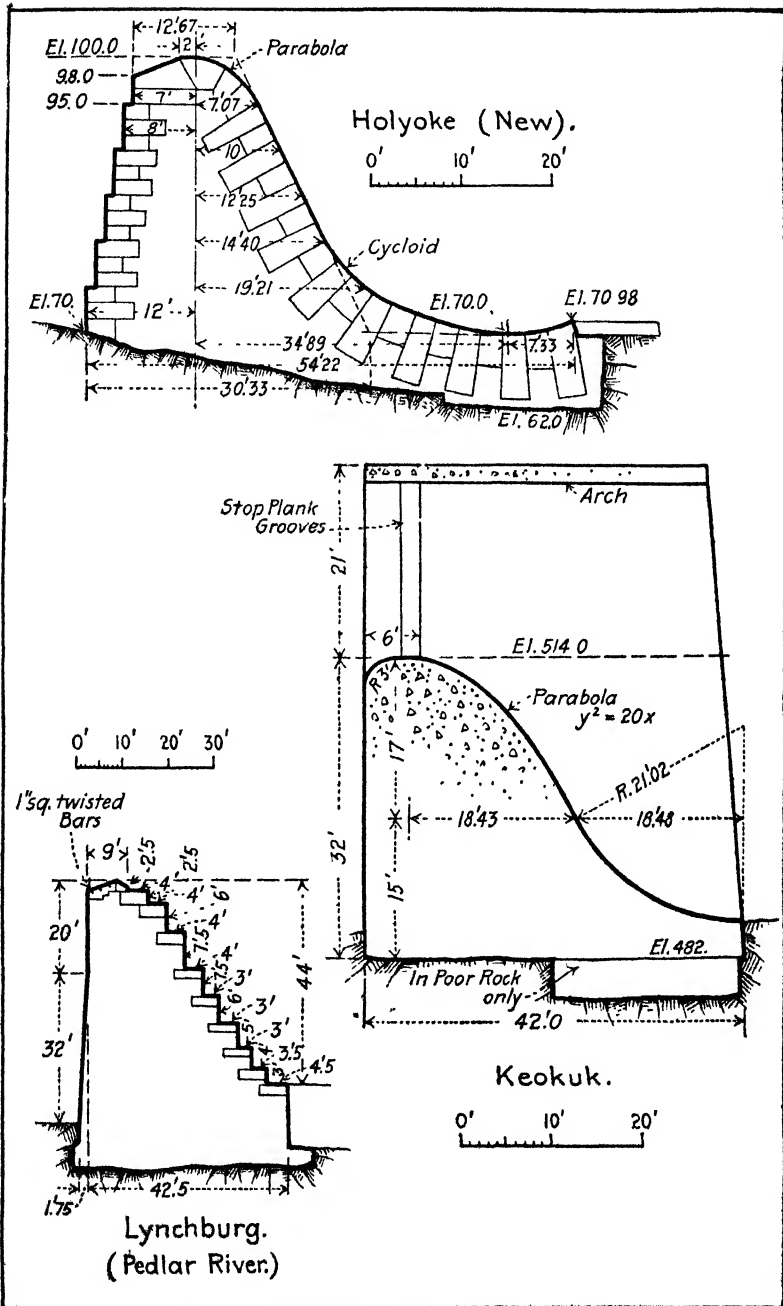 12.'67
2'
El. 100.0
Parabola
98.0
95.0
7'
7.'07
8'
Holyoke (New).
0' 10' 20'
10
12.'25
14.'40
Cycloid
19.'21
El. 70.
12'
El. 70.0
El. 70 98
34.'89
7.'33
54.'22
30.'33
El. 62.0
Stop Plank
Grooves
Arch
21'
6'
El. 514.0
R 3'
Parabola
y² = 20x
17'
R. 21.'02
18.'43
18.'48
32'
15'
El. 482.
In Poor Rock
only
42.'0
Keokuk.
0' 10' 20'
0' 10' 20' 30'
1"sq. twisted
Bars
9'
2.'5
4'
2.'5
4'
6'
4'
7.'5
4'
7.'5
3'
6'
3'
5'
3'
4'
3.'5
3'
4.'5
20'
44'
32'
1.'75
42.'5
Lynchburg.
(Pedlar River.)